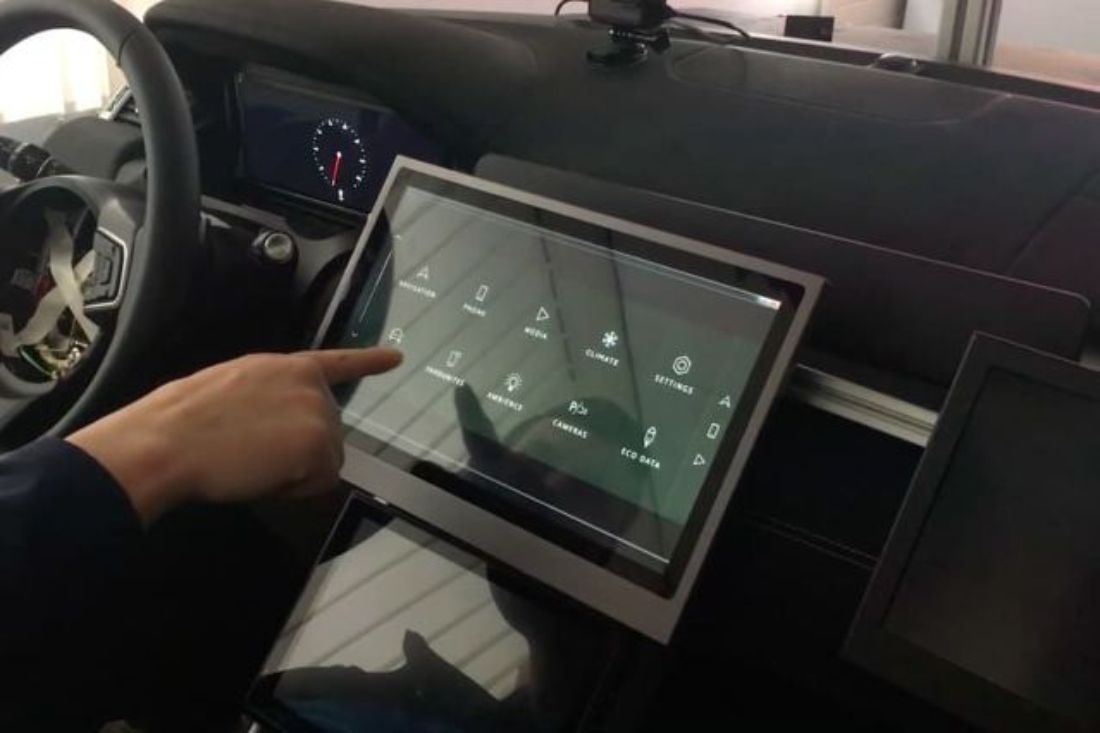 NAVIGATION
PHONE
MEDIA
CLIMATE
SETTINGS
FAVOURITES
AMBIENCE
CAMERAS
ECO DATA